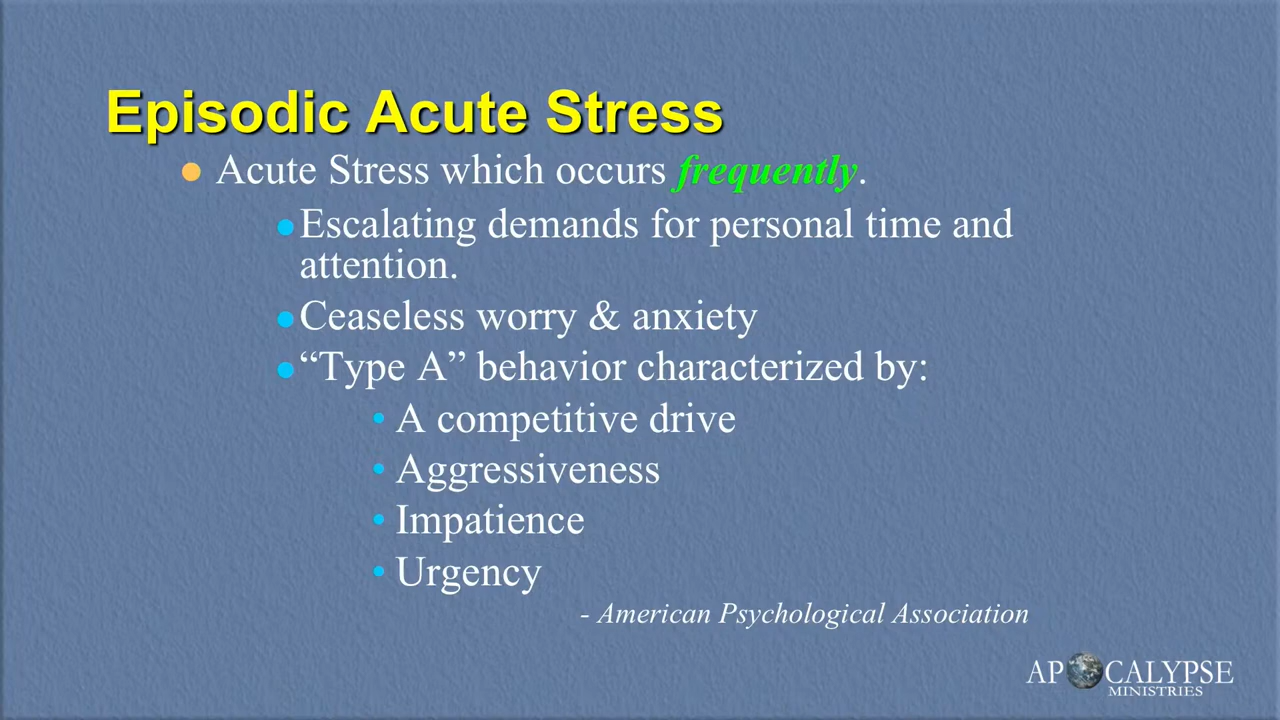 Episodic Acute Stress
Acute Stress which occurs frequently.
Escalating demands for personal time and
attention.
Ceaseless worry & anxiety
“Type A” behavior characterized by:
A competitive drive
Aggressiveness
Impatience
Urgency
- American Psychological Association
APOCALYPSE
MINISTRIES